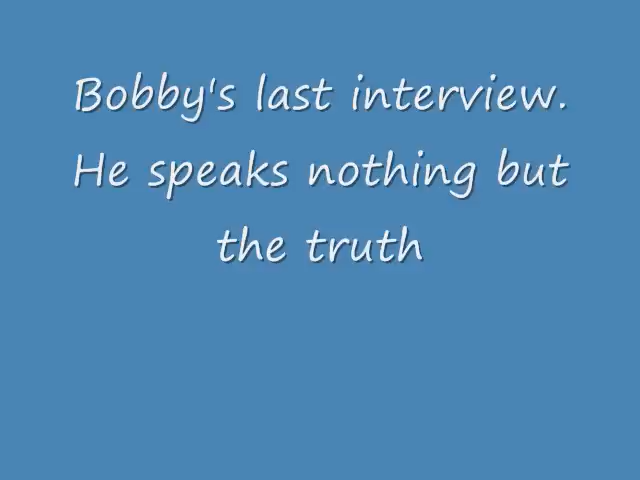 Bobby's last interview.
He speaks nothing but
the truth